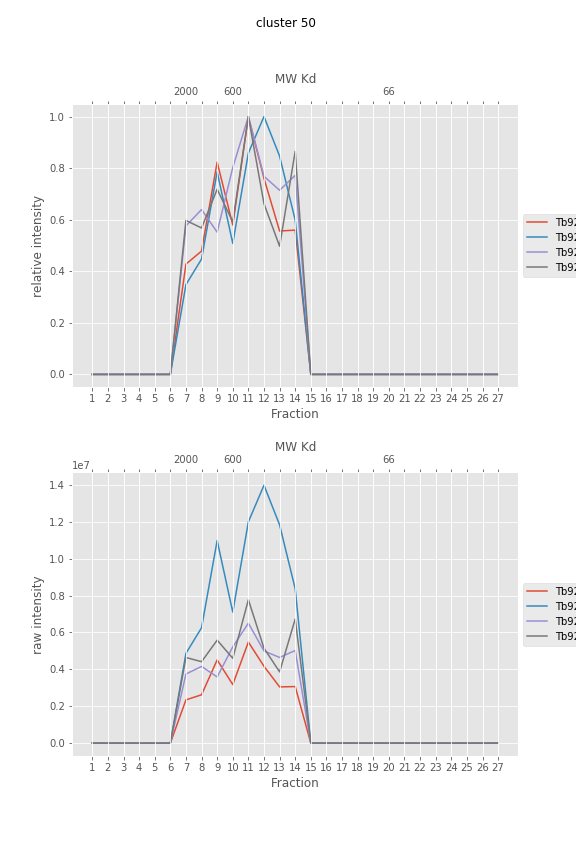 cluster 50
MW Kd
2000 600 66
1.0
0.8
0.6
0.4
0.2
0.0
relative intensity
Tb92
Tb92
Tb92
Tb92
1 2 3 4 5 6 7 8 9 10 11 12 13 14 15 16 17 18 19 20 21 22 23 24 25 26 27
Fraction
MW Kd
1e7
2000 600 66
1.4
1.2
1.0
0.8
0.6
0.4
0.2
0.0
raw intensity
Tb92
Tb92
Tb92
Tb92
1 2 3 4 5 6 7 8 9 10 11 12 13 14 15 16 17 18 19 20 21 22 23 24 25 26 27
Fraction